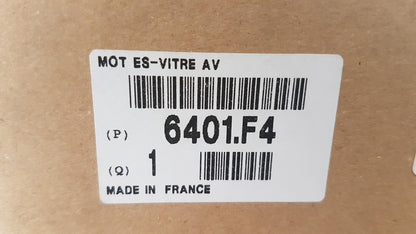 MOT ES-VITRE AV
(P) 6401.F4
(Q) 1
MADE IN FRANCE